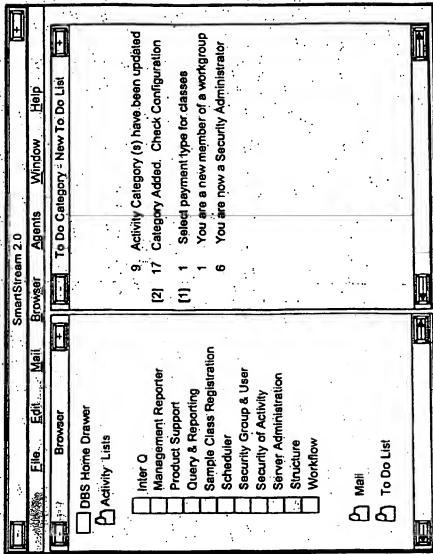 SmartStream 2.0
File Edit Mail Browser Agents Window Help
Browser
DBS Home Drawer
Activity Lists
Inter Q
Management Reporter
Product Support
Query & Reporting
Sample Class Registration
Scheduler
Security Group & User
Security of Activity
Server Administration
Structure
Workflow
Mail
To Do List
To Do Category - New To Do List
9 Activity Category (s) have been updated
[2] 17 Category Added. Check Configuration
[1] 1 Select payment type for classes
1 You are a new member of a workgroup
6 You are now a Security Administrator